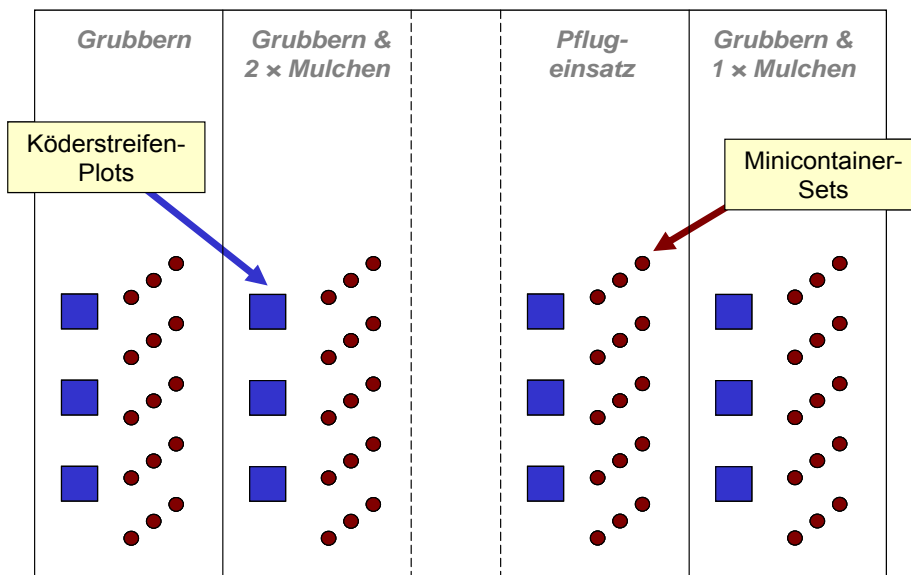 Grubbern
Grubbern &
2 × Mulchen
Pflug-
einsatz
Grubbern &
1 × Mulchen
Köderstreifen-
Plots
Minicontainer-
Sets